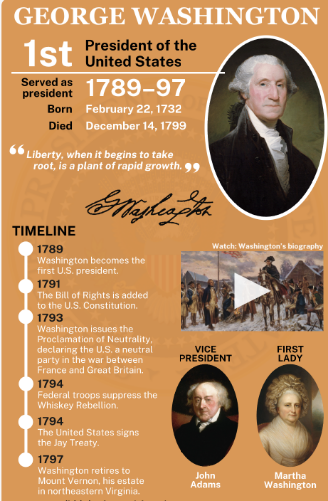 GEORGE WASHINGTON
1st
President of the
United States
Served as
president
1789–97
Born
February 22, 1732
Died
December 14, 1799
“Liberty, when it begins to take
root, is a plant of rapid growth.”
G Washington
TIMELINE
1789
Washington becomes the
first U.S. president.
1791
The Bill of Rights is added
to the U.S. Constitution.
1793
Washington issues the
Proclamation of Neutrality,
declaring the U.S. a neutral
party in the war between
France and Great Britain.
1794
Federal troops suppress the
Whiskey Rebellion.
1794
The United States signs
the Jay Treaty.
1797
Washington retires to
Mount Vernon, his estate
in northeastern Virginia.
Watch: Washington's biography
VICE
PRESIDENT
John
Adams
FIRST
LADY
Martha
Washington